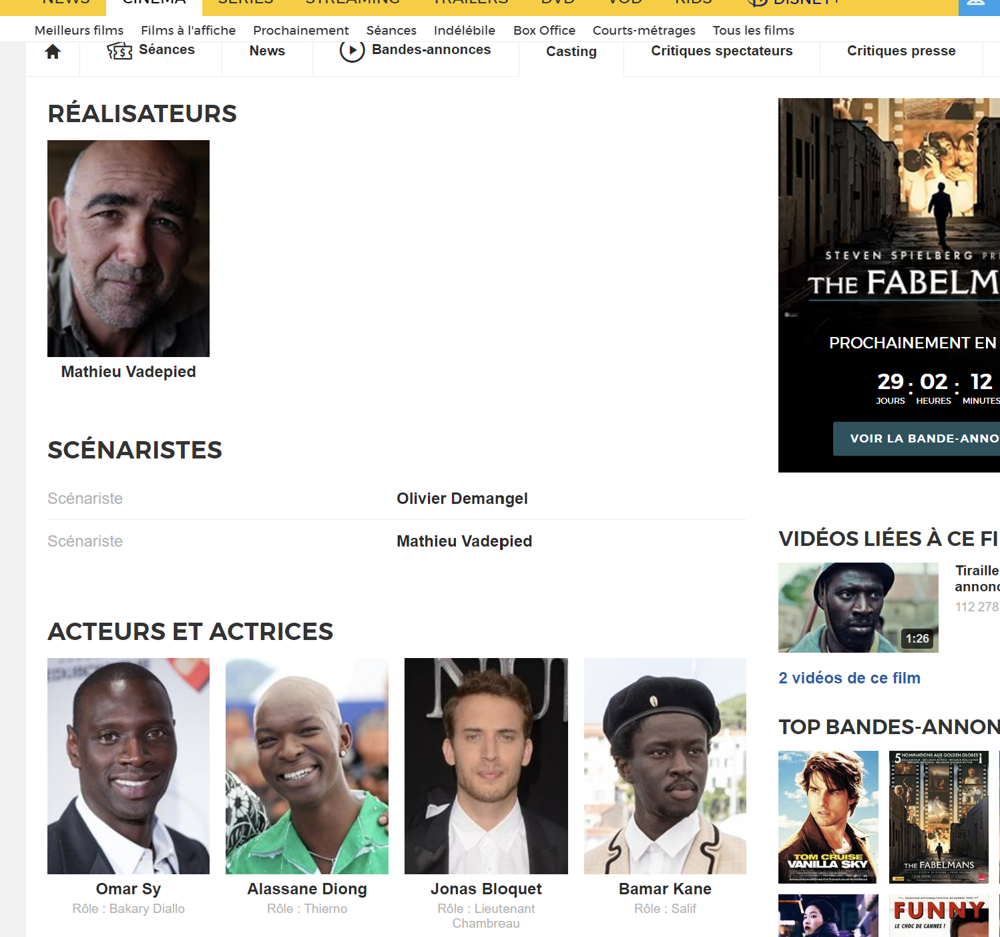 NEWS CINÉMA SÉRIES STREAMING TRAILERS DVD VOD KIDS DISNEY+
Meilleurs films Films à l'affiche Prochainement Séances Indélébile Box Office Courts-métrages Tous les films
Séances News Bandes-annonces Casting Critiques spectateurs Critiques presse
RÉALISATEURS
Mathieu Vadepied
SCÉNARISTES
Scénariste Olivier Demangel
Scénariste Mathieu Vadepied
ACTEURS ET ACTRICES
Omar Sy
Rôle : Bakary Diallo
Alassane Diong
Rôle : Thierno
Jonas Bloquet
Rôle : Lieutenant
Chambreau
Bamar Kane
Rôle : Salif
STEVEN SPIELBERG PR
THE FABELM
PROCHAINEMENT EN
29 : 02 : 12
JOURS HEURES MINUTES
VOIR LA BANDE-ANNO
VIDÉOS LIÉES À CE FI
1:26
Tiraille
annonc
112 278
2 vidéos de ce film
TOP BANDES-ANNON
TOM CRUISE
VANILLA SKY
5 NOMINATIONS AUX GOLDEN GLOBES
THE FABELMANS
FUNNY
LE CHOC DE CANNES !